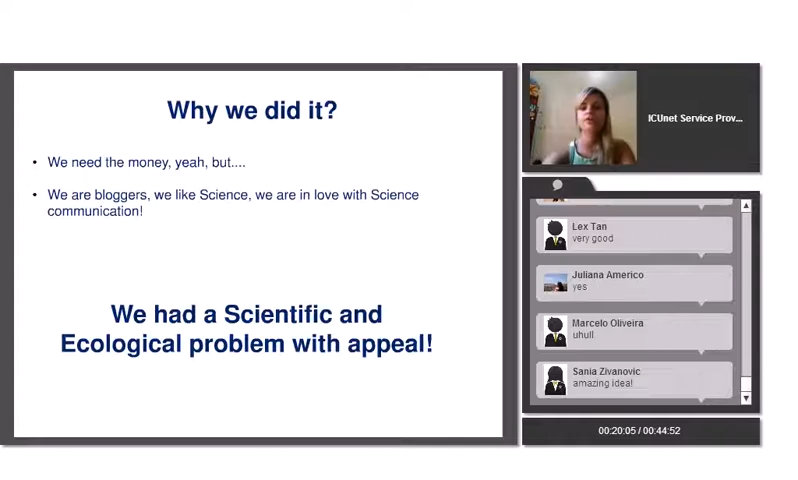 Why we did it?
• We need the money, yeah, but....
• We are bloggers, we like Science, we are in love with Science
communication!
We had a Scientific and
Ecological problem with appeal!
ICUnet Service Prov...
Lex Tan
very good
Juliana Americo
yes
Marcelo Oliveira
uhull
Sania Zivanovic
amazing idea!
00:20:05 / 00:44:52